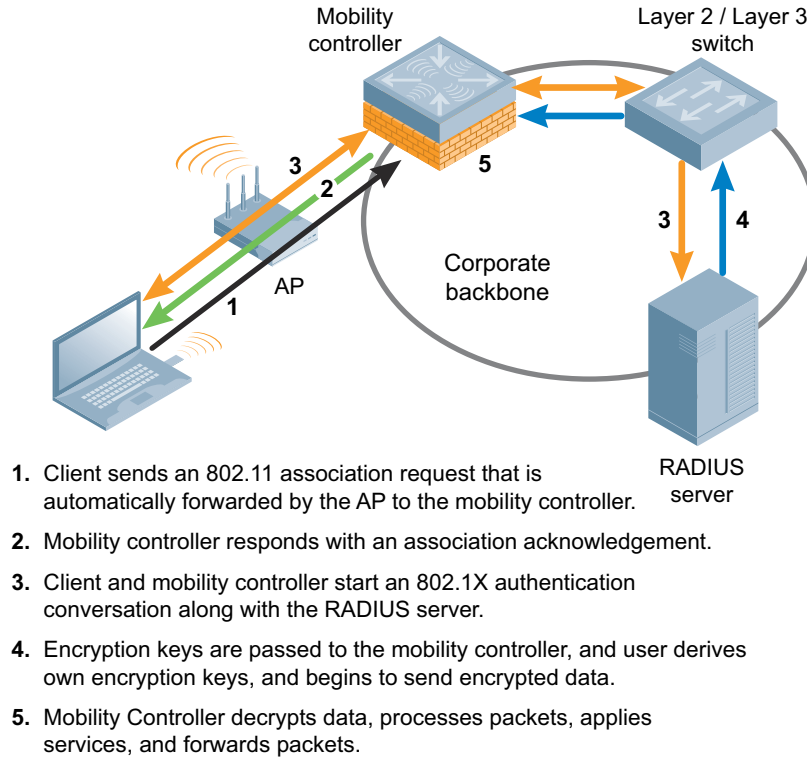 Mobility
controller
Layer 2 / Layer 3
switch
3
2
5
3
4
AP
1
Corporate
backbone
RADIUS
server
1. Client sends an 802.11 association request that is
automatically forwarded by the AP to the mobility controller.
2. Mobility controller responds with an association acknowledgement.
3. Client and mobility controller start an 802.1X authentication
conversation along with the RADIUS server.
4. Encryption keys are passed to the mobility controller, and user derives
own encryption keys, and begins to send encrypted data.
5. Mobility Controller decrypts data, processes packets, applies
services, and forwards packets.